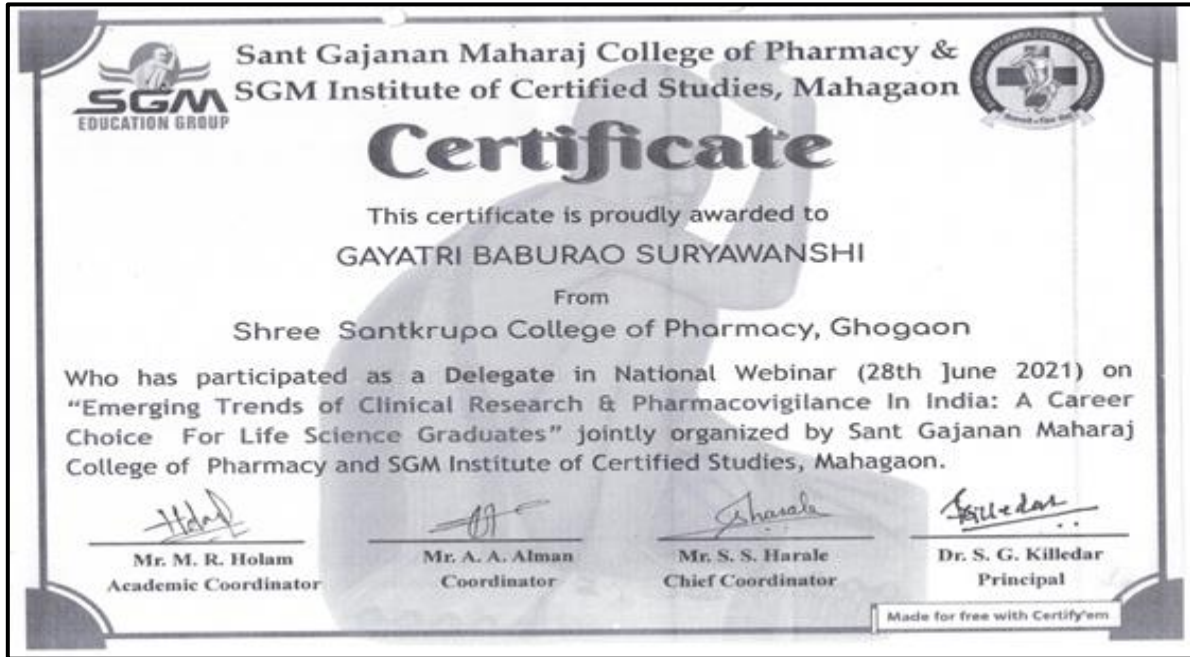 Sant Gajanan Maharaj College of Pharmacy &
SGM Institute of Certified Studies, Mahagaon
SGM
EDUCATION GROUP
Certificate
This certificate is proudly awarded to
GAYATRI BABURAO SURYAWANSHI
From
Shree Santkrupa College of Pharmacy, Ghogaon
Who has participated as a Delegate in National Webinar (28th June 2021) on
“Emerging Trends of Clinical Research & Pharmacovigilance In India: A Career
Choice For Life Science Graduates” jointly organized by Sant Gajanan Maharaj
College of Pharmacy and SGM Institute of Certified Studies, Mahagaon.
Mr. M. R. Holam
Academic Coordinator
Mr. A. A. Alman
Coordinator
Mr. S. S. Harale
Chief Coordinator
Killedar
Dr. S. G. Killedar
Principal
Made for free with Certify'em